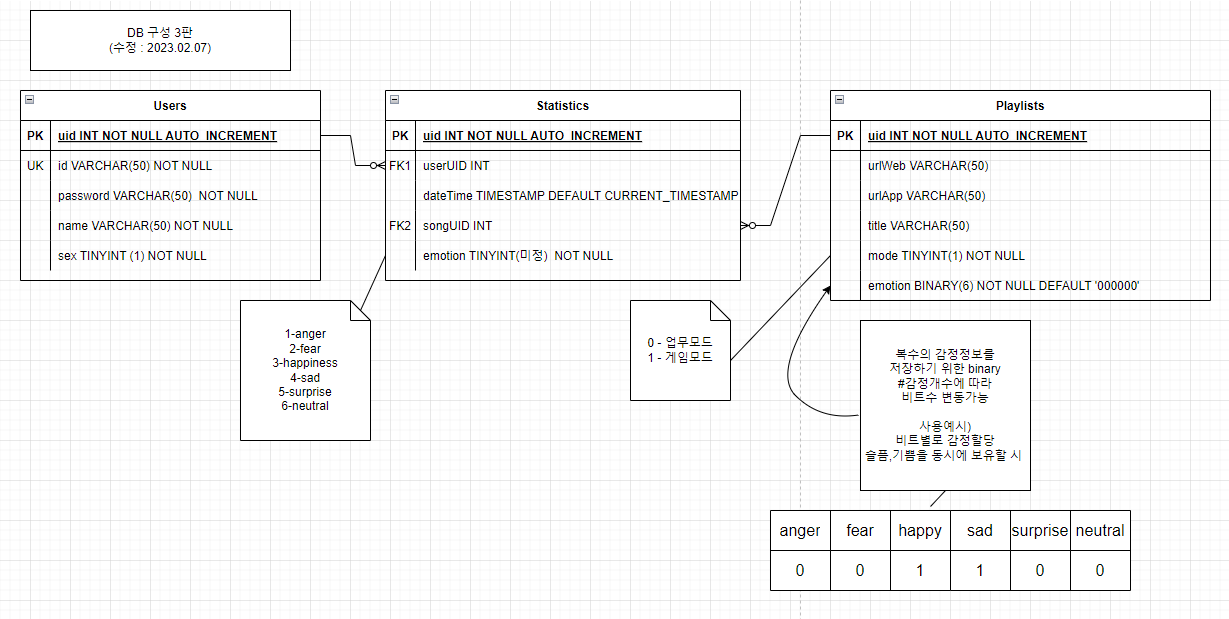 DB 구성 3판
(수정 : 2023.02.07)
Users
PK uid INT NOT NULL AUTO_INCREMENT
UK id VARCHAR(50) NOT NULL
password VARCHAR(50)  NOT NULL
name VARCHAR(50) NOT NULL
sex TINYINT (1) NOT NULL
Statistics
PK uid INT NOT NULL AUTO_INCREMENT
FK1 userUID INT
dateTime TIMESTAMP DEFAULT CURRENT_TIMESTAMP
FK2 songUID INT
emotion TINYINT(미정)  NOT NULL
Playlists
PK uid INT NOT NULL AUTO_INCREMENT
urlWeb VARCHAR(50)
urlApp VARCHAR(50)
title VARCHAR(50)
mode TINYINT(1) NOT NULL
emotion BINARY(6) NOT NULL DEFAULT '000000'
1-anger
2-fear
3-happiness
4-sad
5-surprise
6-neutral
0 - 업무모드
1 - 게임모드
복수의 감정정보를
저장하기 위한 binary
#감정개수에 따라
비트수 변동가능
사용예시)
비트별로 감정할당
슬픔,기쁨을 동시에 보유할 시
anger fear happy sad surprise neutral
0 0 1 1 0 0